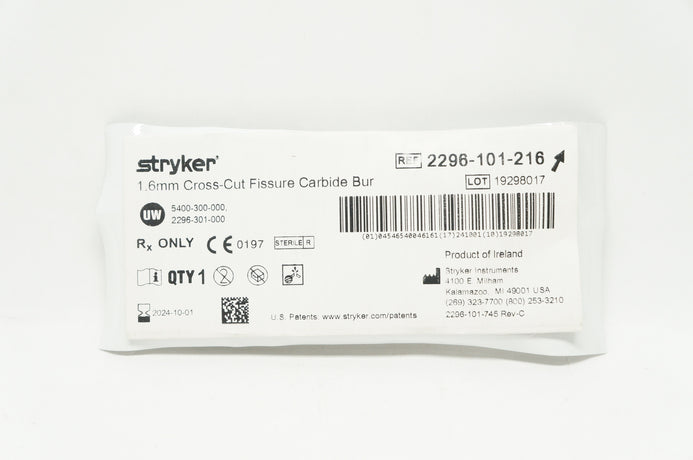 stryker®
REF 2296-101-216
1.6mm Cross-Cut Fissure Carbide Bur
LOT 19298017
UW 5400-300-000,
2296-301-000
(01)04546540046161(17)241001(10)19298017
Rx ONLY CE 0197 STERILE R
Product of Ireland
i QTY 1 2
Stryker Instruments
4100 E. Milham
Kalamazoo, MI 49001 USA
(269) 323-7700 (800) 253-3210
2024-10-01
U.S. Patents: www.stryker.com/patents
2296-101-745 Rev-C